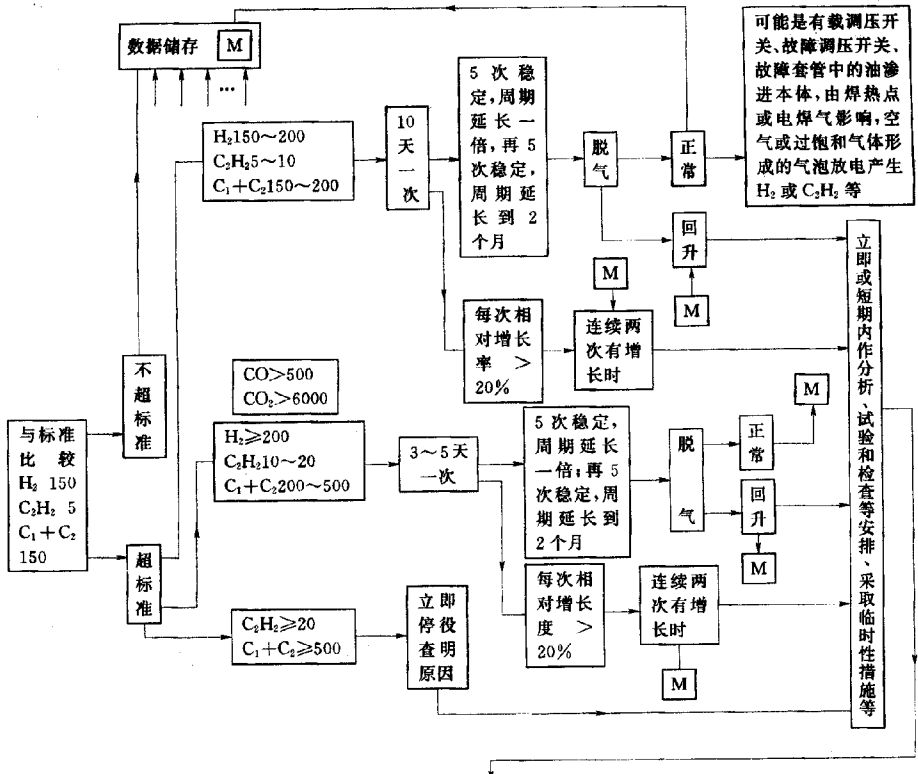 数据储存 M
…
可能是有载调压开
关、故障调压开关、
故障套管中的油渗
进本体,由焊热点
或电焊气影响,空
气或过饱和气体形
成的气泡放电产生
H₂ 或 C₂H₂ 等
H₂150～200
C₂H₂5～10
C₁+C₂150～200
10
天
一
次
5 次 稳
定,周期
延长一
倍,再 5
次稳定,
周 期 延
长 到 2
个月
脱
气
正
常
回
升
M
M
每次相
对增长
率 >
20%
连续两
次有增
长时
立即或短期内作分析、试验和检查等安排、采取临时性措施等
不
超
标
准
CO>500
CO₂>6000
与标准
比 较
H₂ 150
C₂H₂ 5
C₁+C₂
150
H₂≥200
C₂H₂10～20
C₁+C₂200～500
3～5天
一次
5 次稳定,
周期延长
一倍;再 5
次稳定,周
期延长到
2个月
脱
气
正
常
M
回
升
M
超
标
准
C₂H₂≥20
C₁+C₂≥500
立即
停役
查明
原因
每次相
对增长
度 >
20%
连续两
次有增
长时
M